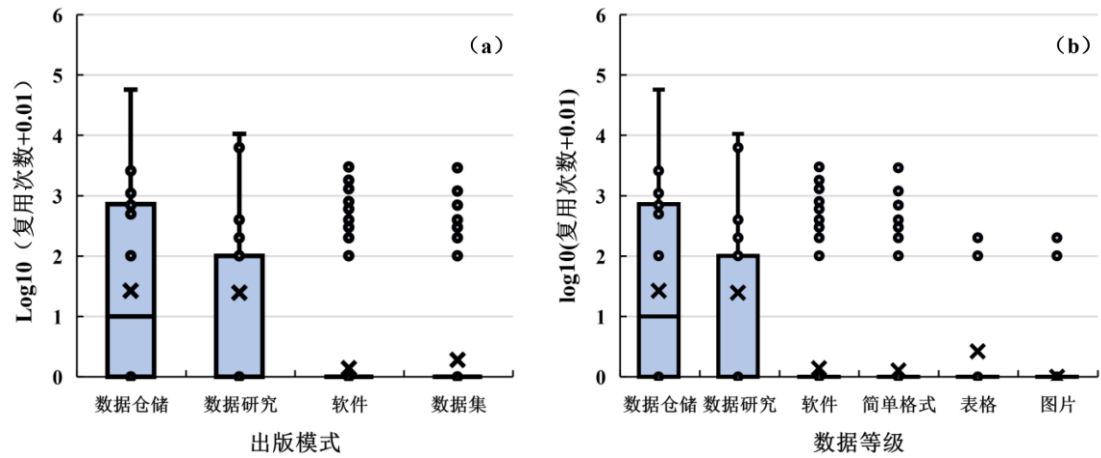 6
5
4
3
2
1
0
Log10（复用次数+0.01）
（a）
数据仓储 数据研究 软件 数据集
出版模式
6
5
4
3
2
1
0
log10(复用次数+0.01)
（b）
数据仓储 数据研究 软件 简单格式 表格 图片
数据等级